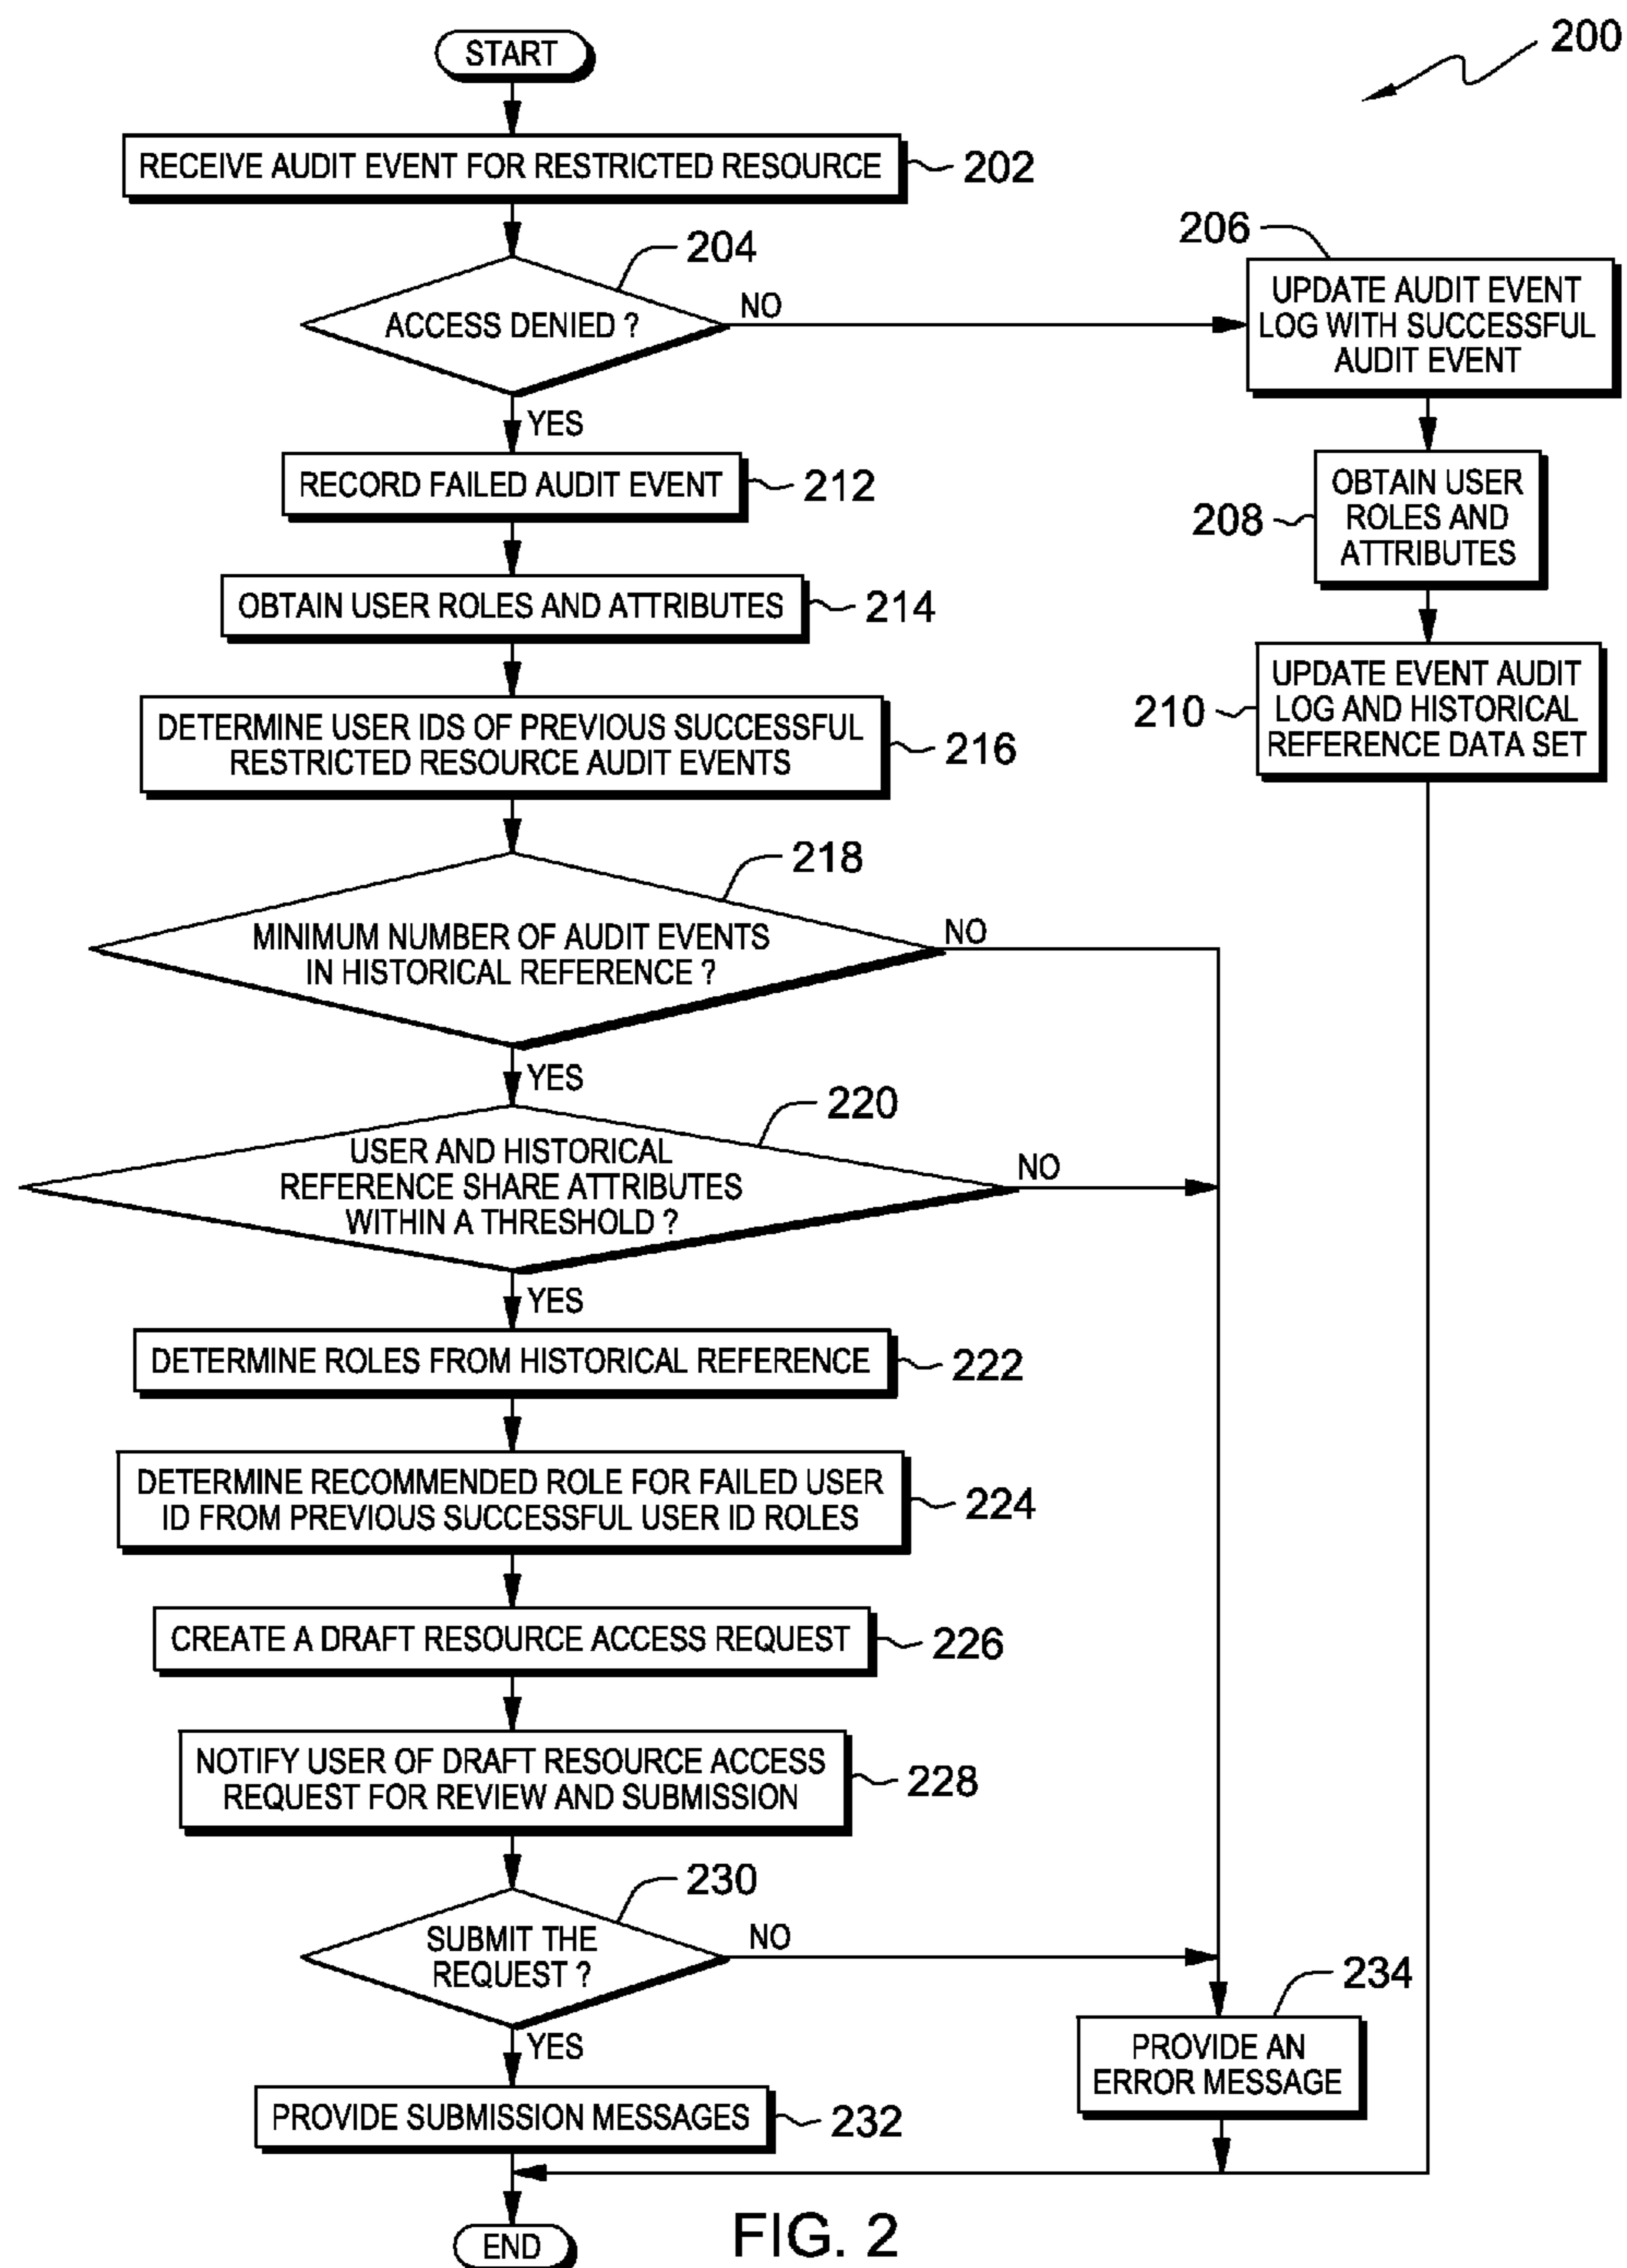 200
START
RECEIVE AUDIT EVENT FOR RESTRICTED RESOURCE
202
204
ACCESS DENIED ?
NO
YES
206
UPDATE AUDIT EVENT
LOG WITH SUCCESSFUL
AUDIT EVENT
208
OBTAIN USER
ROLES AND
ATTRIBUTES
210
UPDATE EVENT AUDIT
LOG AND HISTORICAL
REFERENCE DATA SET
RECORD FAILED AUDIT EVENT
212
OBTAIN USER ROLES AND ATTRIBUTES
214
DETERMINE USER IDS OF PREVIOUS SUCCESSFUL
RESTRICTED RESOURCE AUDIT EVENTS
216
218
MINIMUM NUMBER OF AUDIT EVENTS
IN HISTORICAL REFERENCE ?
NO
YES
220
USER AND HISTORICAL
REFERENCE SHARE ATTRIBUTES
WITHIN A THRESHOLD ?
NO
YES
DETERMINE ROLES FROM HISTORICAL REFERENCE
222
DETERMINE RECOMMENDED ROLE FOR FAILED USER
ID FROM PREVIOUS SUCCESSFUL USER ID ROLES
224
CREATE A DRAFT RESOURCE ACCESS REQUEST
226
NOTIFY USER OF DRAFT RESOURCE ACCESS
REQUEST FOR REVIEW AND SUBMISSION
228
230
SUBMIT THE
REQUEST ?
NO
YES
234
PROVIDE AN
ERROR MESSAGE
PROVIDE SUBMISSION MESSAGES
232
END
FIG. 2